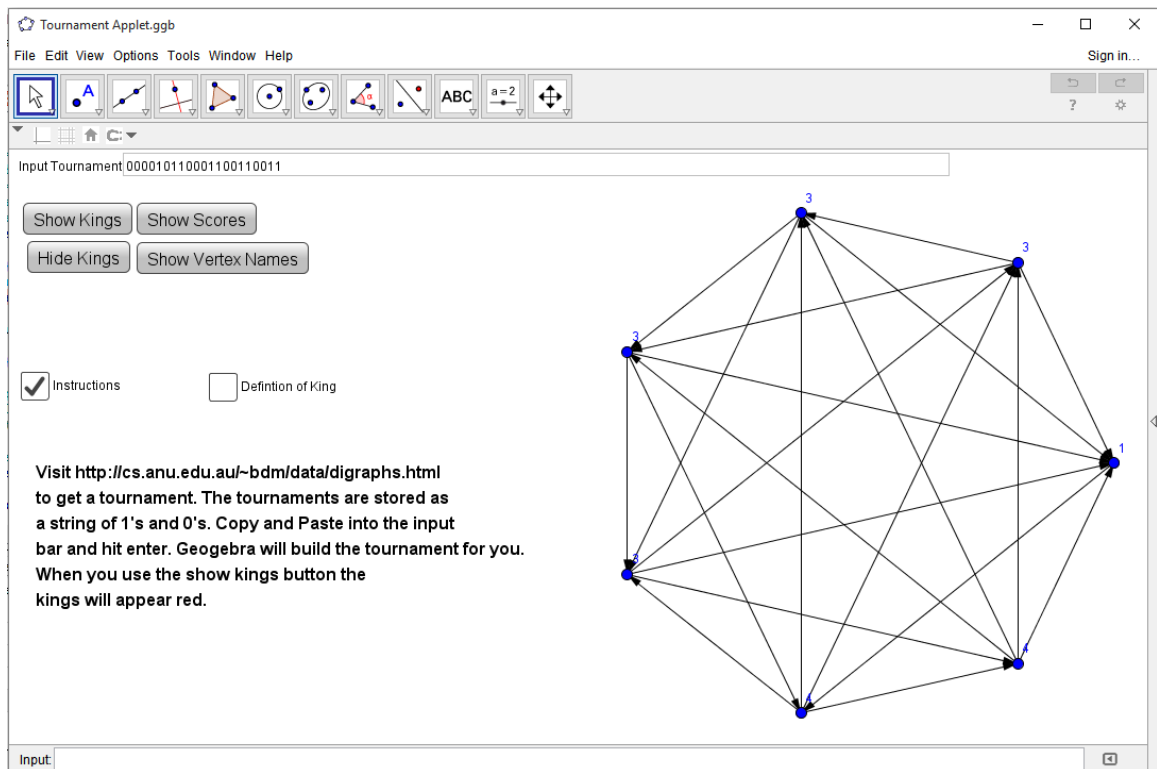 Tournament Applet.ggb
File Edit View Options Tools Window Help
Sign in...
A
α
ABC
a = 2
?
Input Tournament 000010110001100110011
Show Kings
Show Scores
Hide Kings
Show Vertex Names
Instructions
Defintion of King
Visit http://cs.anu.edu.au/~bdm/data/digraphs.html
to get a tournament. The tournaments are stored as
a string of 1's and 0's. Copy and Paste into the input
bar and hit enter. Geogebra will build the tournament for you.
When you use the show kings button the
kings will appear red.
3
3
3
1
3
4
4
Input: